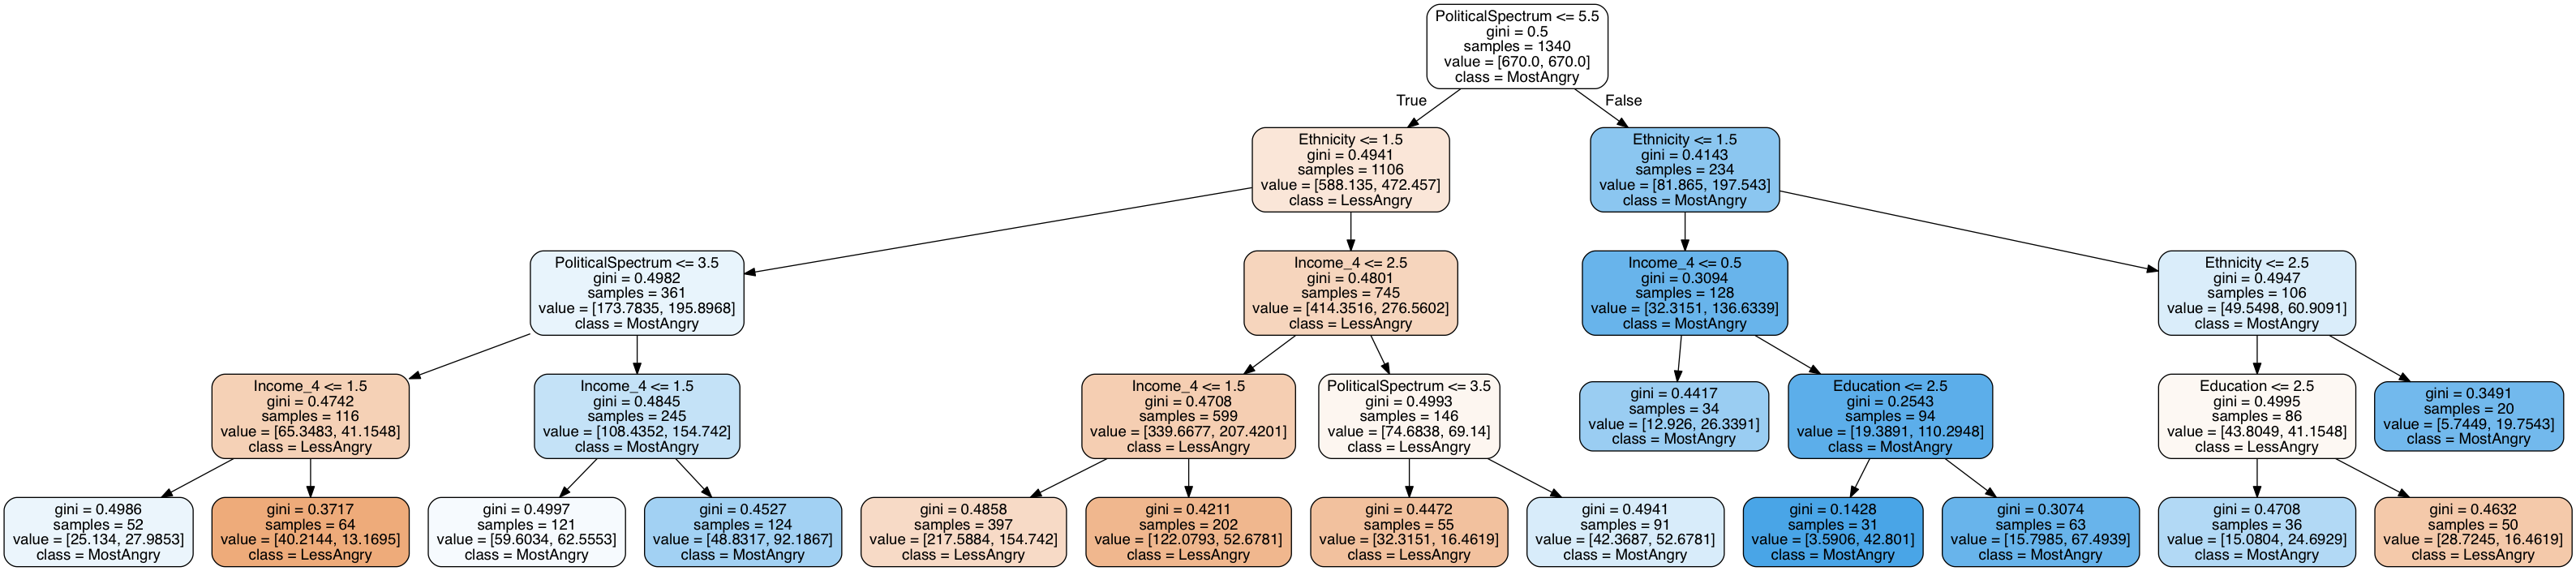 PoliticalSpectrum <= 5.5
gini = 0.5
samples = 1340
value = [670.0, 670.0]
class = MostAngry
True
False
Ethnicity <= 1.5
gini = 0.4941
samples = 1106
value = [588.135, 472.457]
class = LessAngry
Ethnicity <= 1.5
gini = 0.4143
samples = 234
value = [81.865, 197.543]
class = MostAngry
PoliticalSpectrum <= 3.5
gini = 0.4982
samples = 361
value = [173.7835, 195.8968]
class = MostAngry
Income_4 <= 2.5
gini = 0.4801
samples = 745
value = [414.3516, 276.5602]
class = LessAngry
Income_4 <= 0.5
gini = 0.3094
samples = 128
value = [32.3151, 136.6339]
class = MostAngry
Ethnicity <= 2.5
gini = 0.4947
samples = 106
value = [49.5498, 60.9091]
class = MostAngry
Income_4 <= 1.5
gini = 0.4742
samples = 116
value = [65.3483, 41.1548]
class = LessAngry
Income_4 <= 1.5
gini = 0.4845
samples = 245
value = [108.4352, 154.742]
class = MostAngry
Income_4 <= 1.5
gini = 0.4708
samples = 599
value = [339.6677, 207.4201]
class = LessAngry
PoliticalSpectrum <= 3.5
gini = 0.4993
samples = 146
value = [74.6838, 69.14]
class = LessAngry
gini = 0.4417
samples = 34
value = [12.926, 26.3391]
class = MostAngry
Education <= 2.5
gini = 0.2543
samples = 94
value = [19.3891, 110.2948]
class = MostAngry
Education <= 2.5
gini = 0.4995
samples = 86
value = [43.8049, 41.1548]
class = LessAngry
gini = 0.3491
samples = 20
value = [5.7449, 19.7543]
class = MostAngry
gini = 0.4986
samples = 52
value = [25.134, 27.9853]
class = MostAngry
gini = 0.3717
samples = 64
value = [40.2144, 13.1695]
class = LessAngry
gini = 0.4997
samples = 121
value = [59.6034, 62.5553]
class = MostAngry
gini = 0.4527
samples = 124
value = [48.8317, 92.1867]
class = MostAngry
gini = 0.4858
samples = 397
value = [217.5884, 154.742]
class = LessAngry
gini = 0.4211
samples = 202
value = [122.0793, 52.6781]
class = LessAngry
gini = 0.4472
samples = 55
value = [32.3151, 16.4619]
class = LessAngry
gini = 0.4941
samples = 91
value = [42.3687, 52.6781]
class = MostAngry
gini = 0.1428
samples = 31
value = [3.5906, 42.801]
class = MostAngry
gini = 0.3074
samples = 63
value = [15.7985, 67.4939]
class = MostAngry
gini = 0.4708
samples = 36
value = [15.0804, 24.6929]
class = MostAngry
gini = 0.4632
samples = 50
value = [28.7245, 16.4619]
class = LessAngry